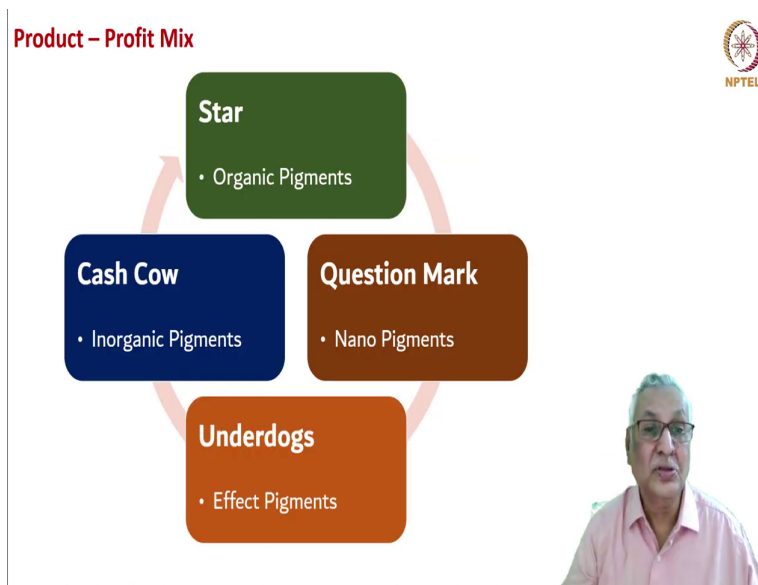 Product – Profit Mix
NPTEL
Star
• Organic Pigments
Cash Cow
• Inorganic Pigments
Question Mark
• Nano Pigments
Underdogs
• Effect Pigments